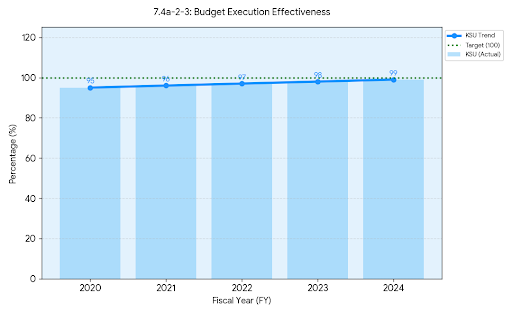 7.4a-2-3: Budget Execution Effectiveness
KSU Trend
Target (100)
KSU (Actual)
120
100
80
60
40
20
0
Percentage (%)
95
96
97
98
99
2020
2021
2022
2023
2024
Fiscal Year (FY)